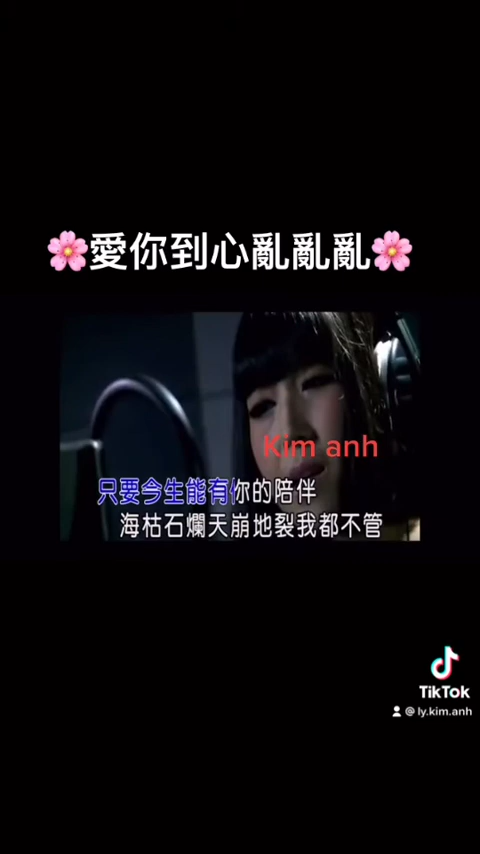 🌸愛你到心亂亂亂🌸
Kim anh
只要今生能有你的陪伴
海枯石爛天崩地裂我都不管
TikTok
@ ly.kim.anh